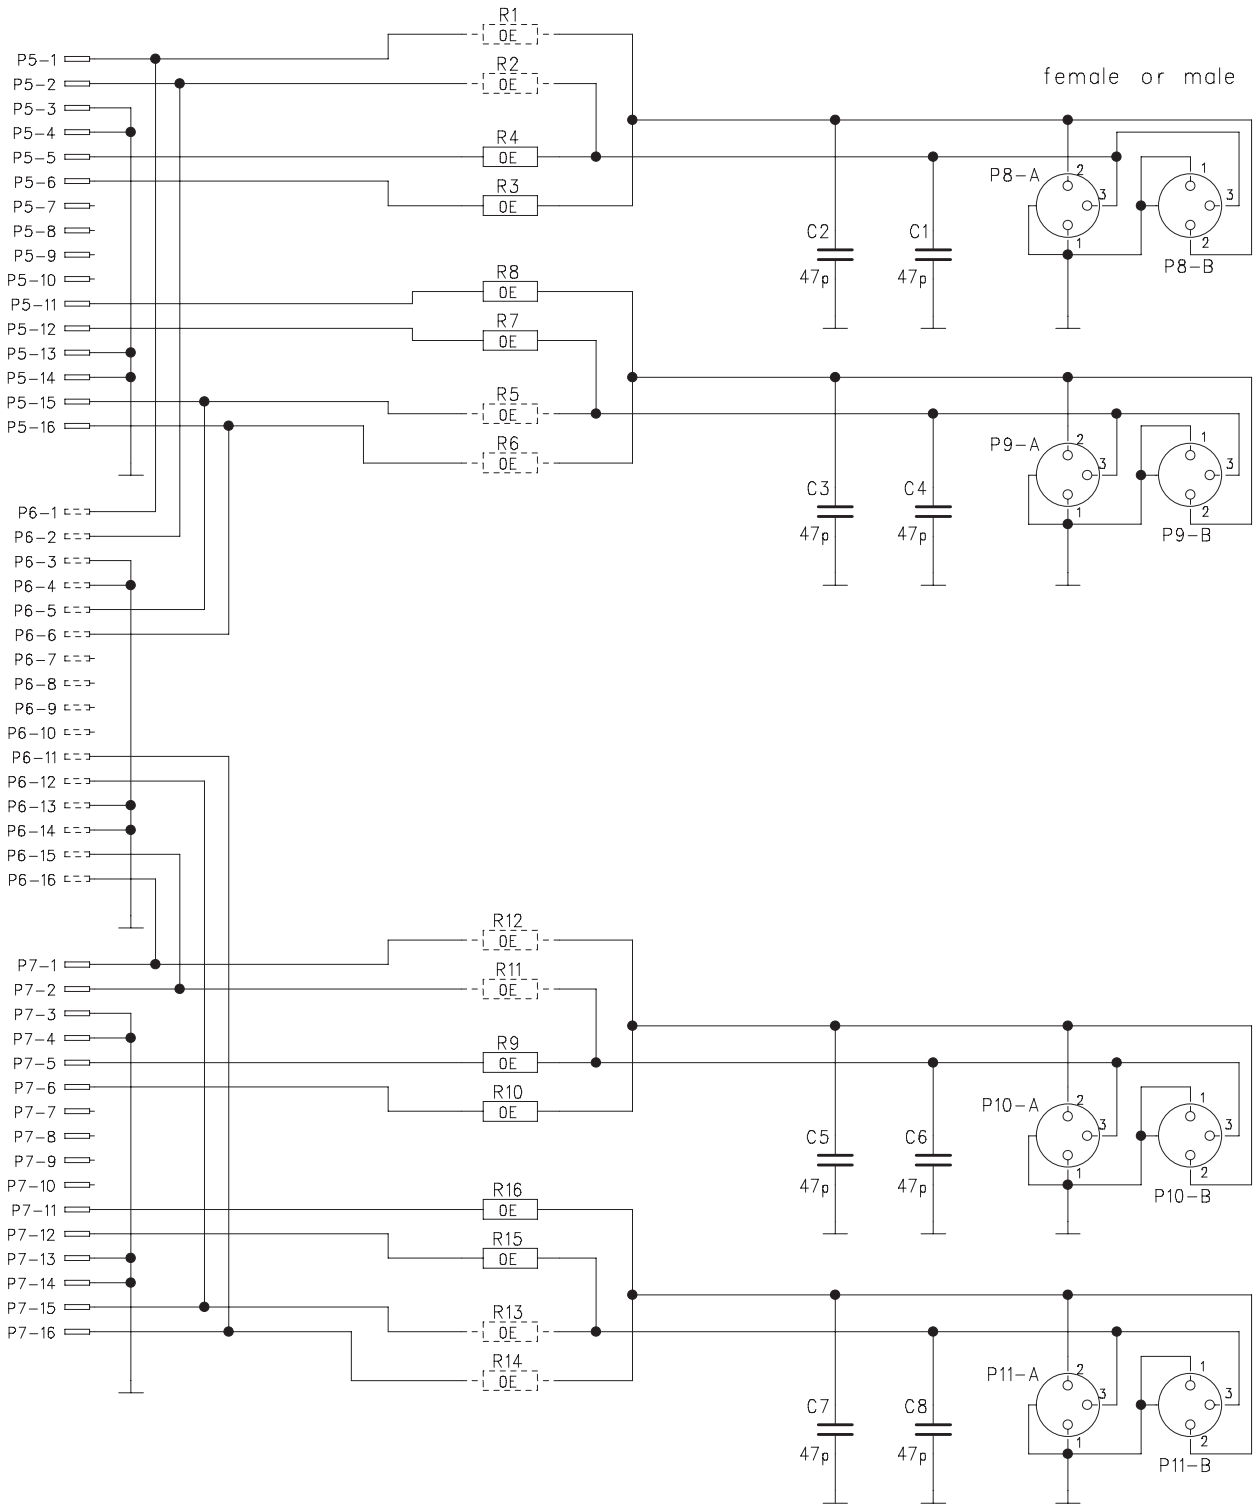 R1
0E
P5-1
R2
P5-2
0E
female or male
P5-3
P5-4
R4
P5-5
0E
P8-A
2
1
P5-6
R3
3
3
P5-7
0E
P5-8
C2
C1
1
2
P5-9
P8-B
P5-10
47p
47p
R8
P5-11
0E
P5-12
R7
P5-13
0E
P5-14
R5
P5-15
0E
P5-16
R6
P9-A
2
1
0E
3
3
C3
C4
P6-1
1
2
P6-2
47p
47p
P9-B
P6-3
P6-4
P6-5
P6-6
P6-7
P6-8
P6-9
P6-10
P6-11
P6-12
P6-13
P6-14
P6-15
P6-16
R12
0E
P7-1
R11
P7-2
0E
P7-3
P7-4
R9
P7-5
0E
P7-6
R10
P10-A
2
1
P7-7
0E
3
3
P7-8
C5
C6
P7-9
1
2
P7-10
47p
47p
P10-B
R16
P7-11
0E
P7-12
R15
P7-13
0E
P7-14
R13
P7-15
0E
P7-16
R14
P11-A
2
1
0E
3
3
C7
C8
1
2
47p
47p
P11-B